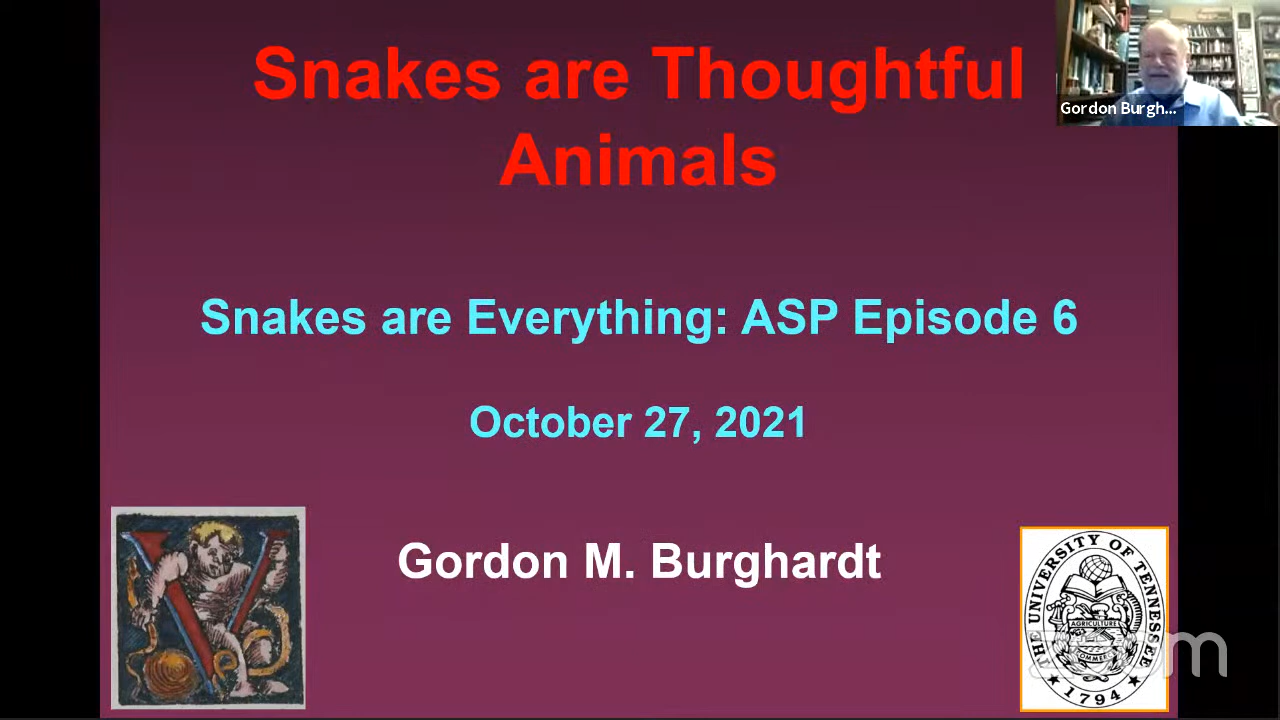 Snakes are Thoughtful
Animals
Gordon Burgh...
Snakes are Everything: ASP Episode 6
October 27, 2021
Gordon M. Burghardt
THE UNIVERSITY OF TENNESSEE
AGRICULTURE
COMMERCE
1794
zoom